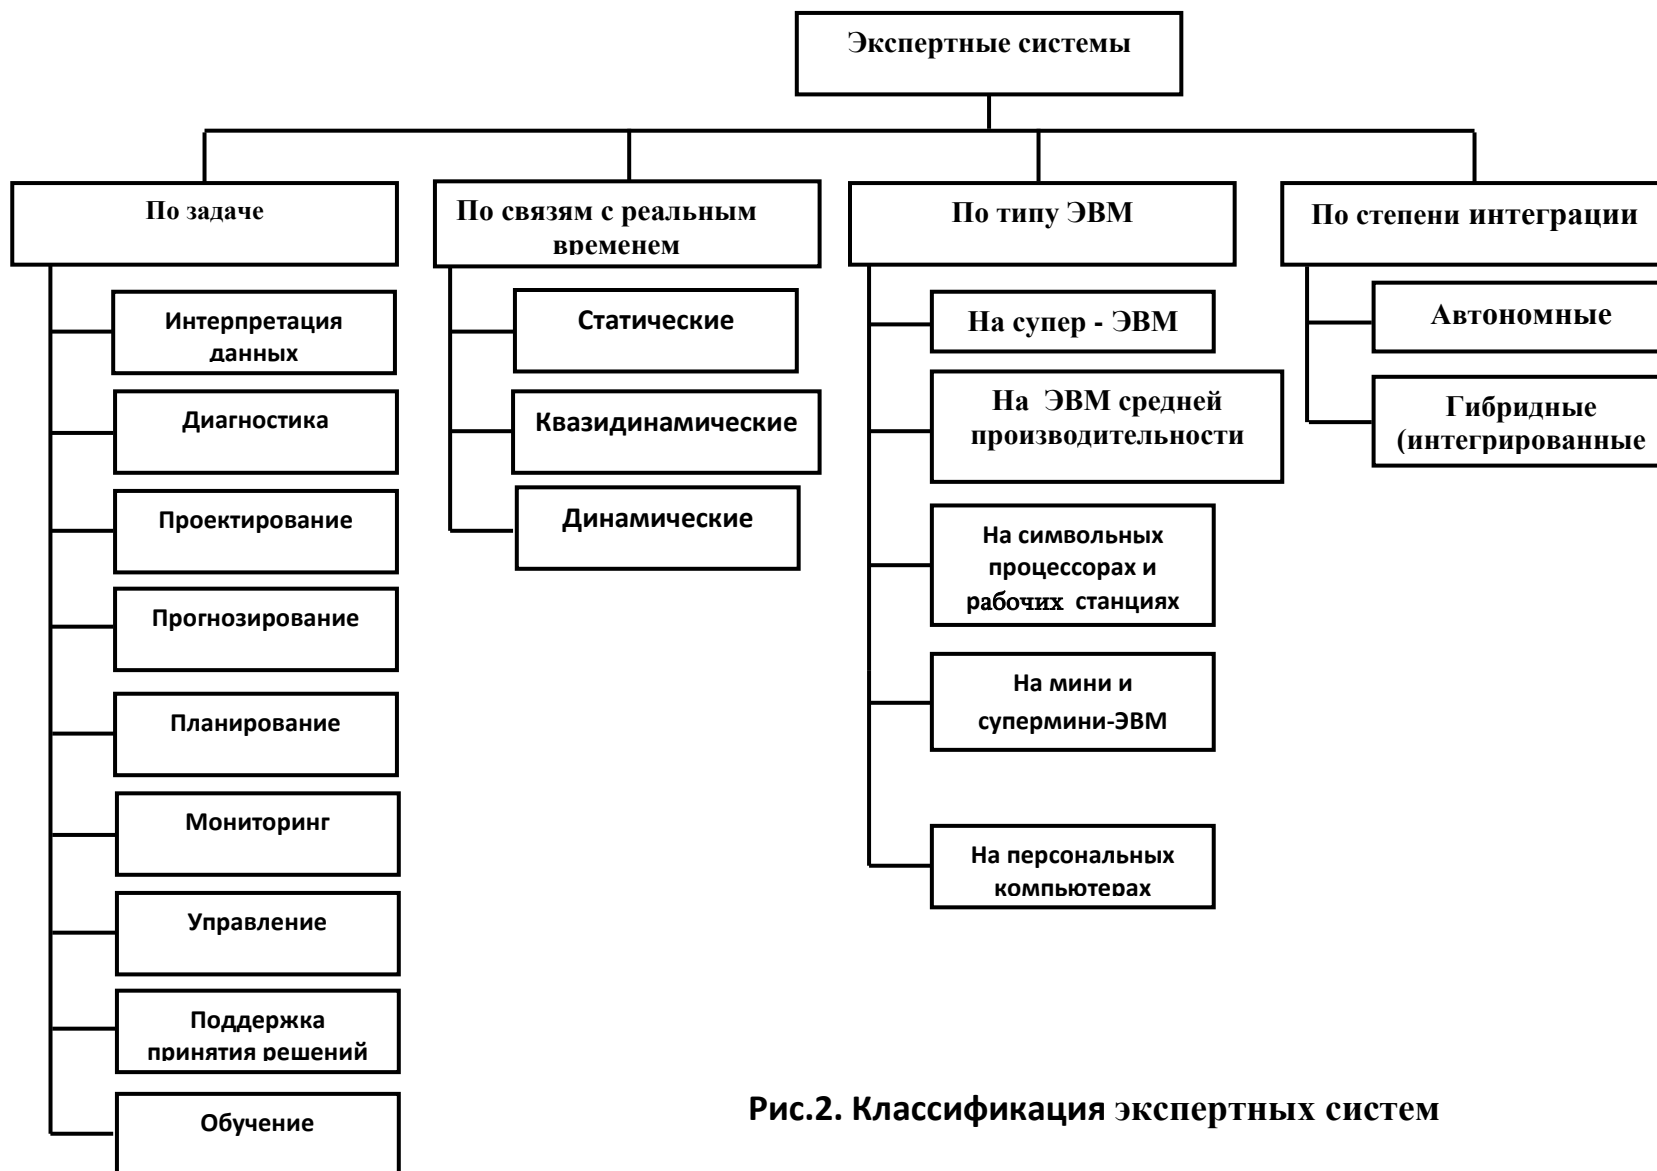 Экспертные системы
По задаче
Интерпретация
данных
Диагностика
Проектирование
Прогнозирование
Планирование
Мониторинг
Управление
Поддержка
принятия решений
Обучение
По связям с реальным
временем
Статические
Квазидинамические
Динамические
По типу ЭВМ
На супер - ЭВМ
На ЭВМ средней
производительности
На символьных
процессорах и
рабочих станциях
На мини и
супермини-ЭВМ
На персональных
компьютерах
По степени интеграции
Автономные
Гибридные
(интегрированные
Рис.2. Классификация экспертных систем